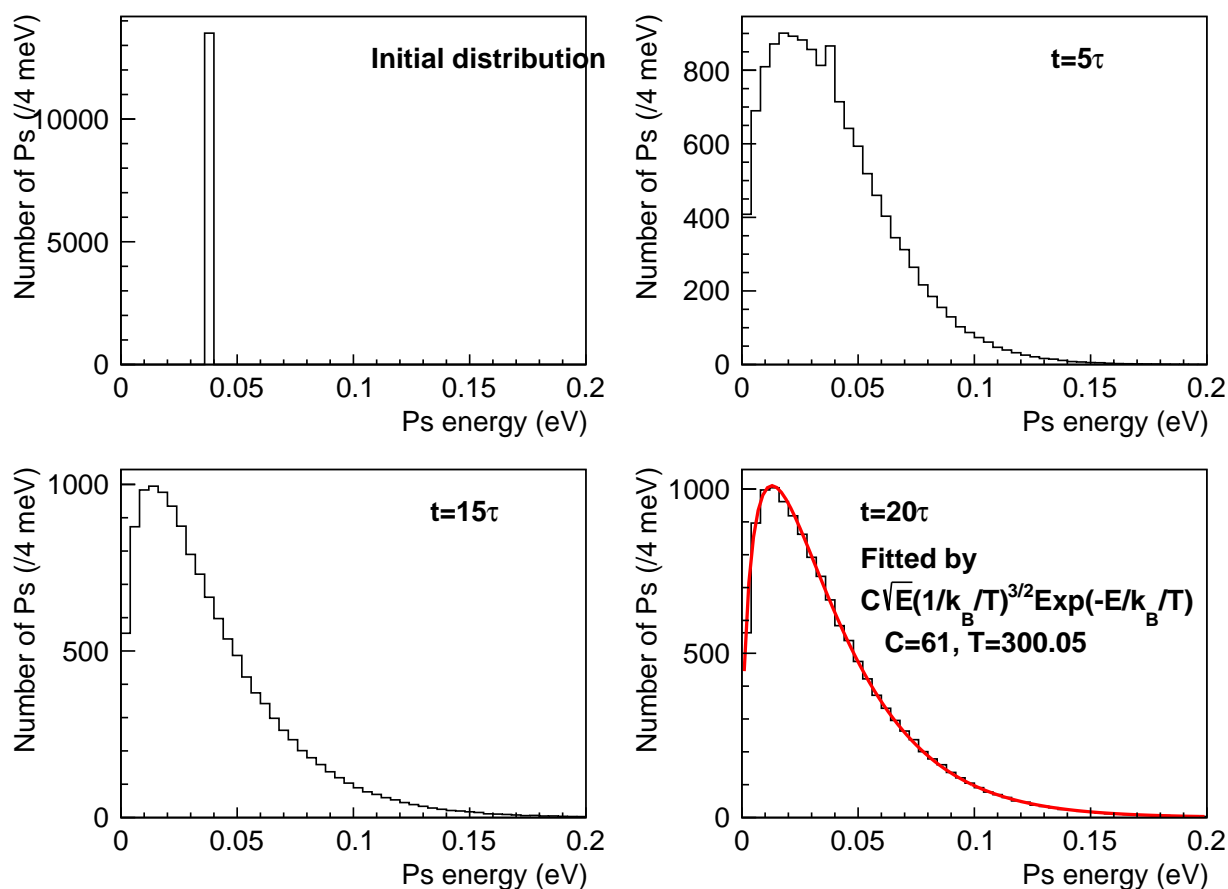 Number of Ps (/4 meV)
10000
5000
0
Initial distribution
0 0.05 0.1 0.15 0.2
Ps energy (eV)
Number of Ps (/4 meV)
800
600
400
200
0
t=5τ
0 0.05 0.1 0.15 0.2
Ps energy (eV)
Number of Ps (/4 meV)
1000
500
0
t=15τ
0 0.05 0.1 0.15 0.2
Ps energy (eV)
Number of Ps (/4 meV)
1000
500
0
t=20τ
Fitted by
C√E(1/k_B/T)^3/2Exp(-E/k_B/T)
C=61, T=300.05
0 0.05 0.1 0.15 0.2
Ps energy (eV)